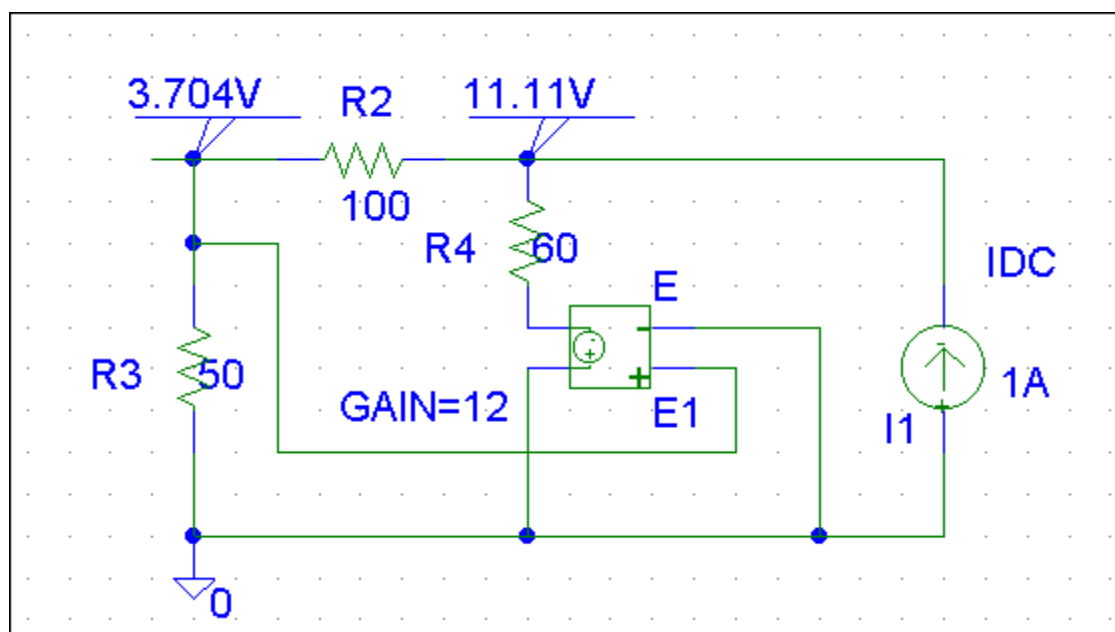 3.704V
R2
11.11V
100
R4
60
IDC
E
R3
50
GAIN=12
E1
1A
I1
0